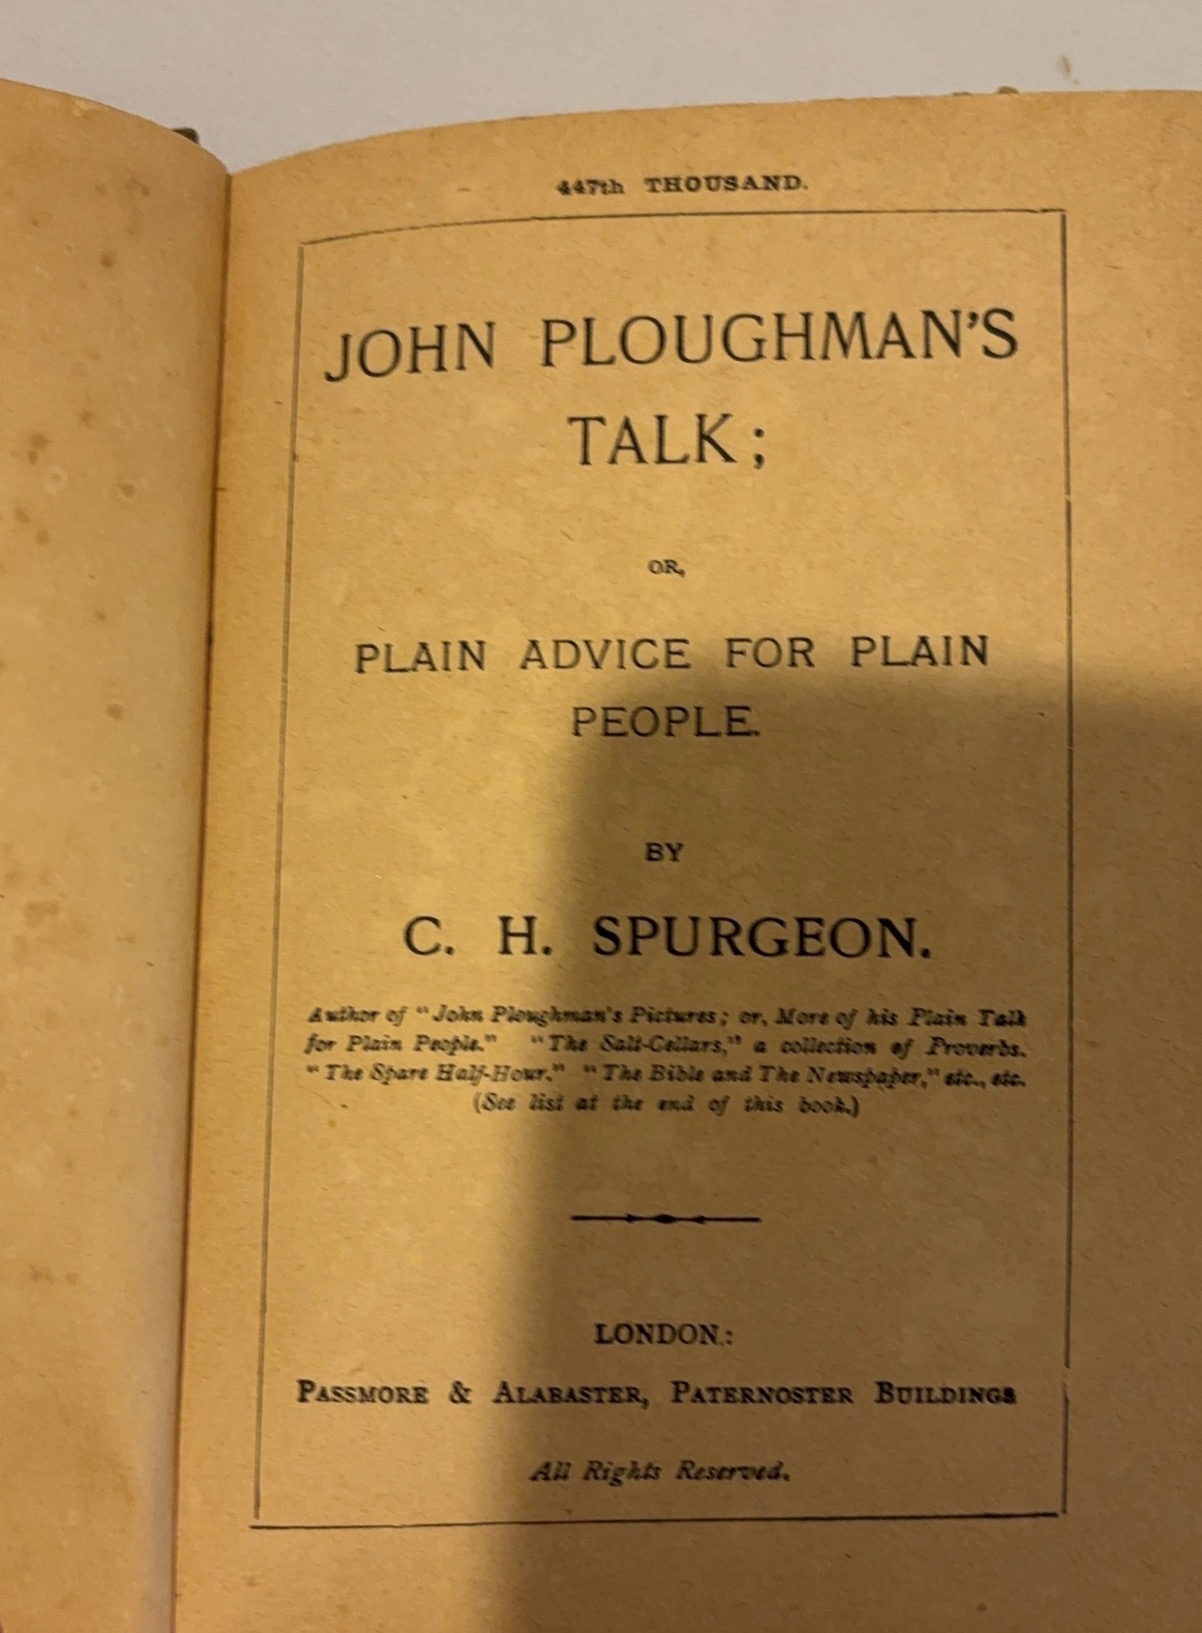 447th THOUSAND.
JOHN PLOUGHMAN'S
TALK;
OR,
PLAIN ADVICE FOR PLAIN
PEOPLE.
BY
C. H. SPURGEON.
Author of "John Ploughman's Pictures; or, More of his Plain Talk
for Plain People." "The Salt-Cellars," a collection of Proverbs.
"The Spare Half-Hour." "The Bible and The Newspaper," etc., etc.
(See list at the end of this book.)
LONDON:
PASSMORE & ALABASTER, PATERNOSTER BUILDINGS
All Rights Reserved.